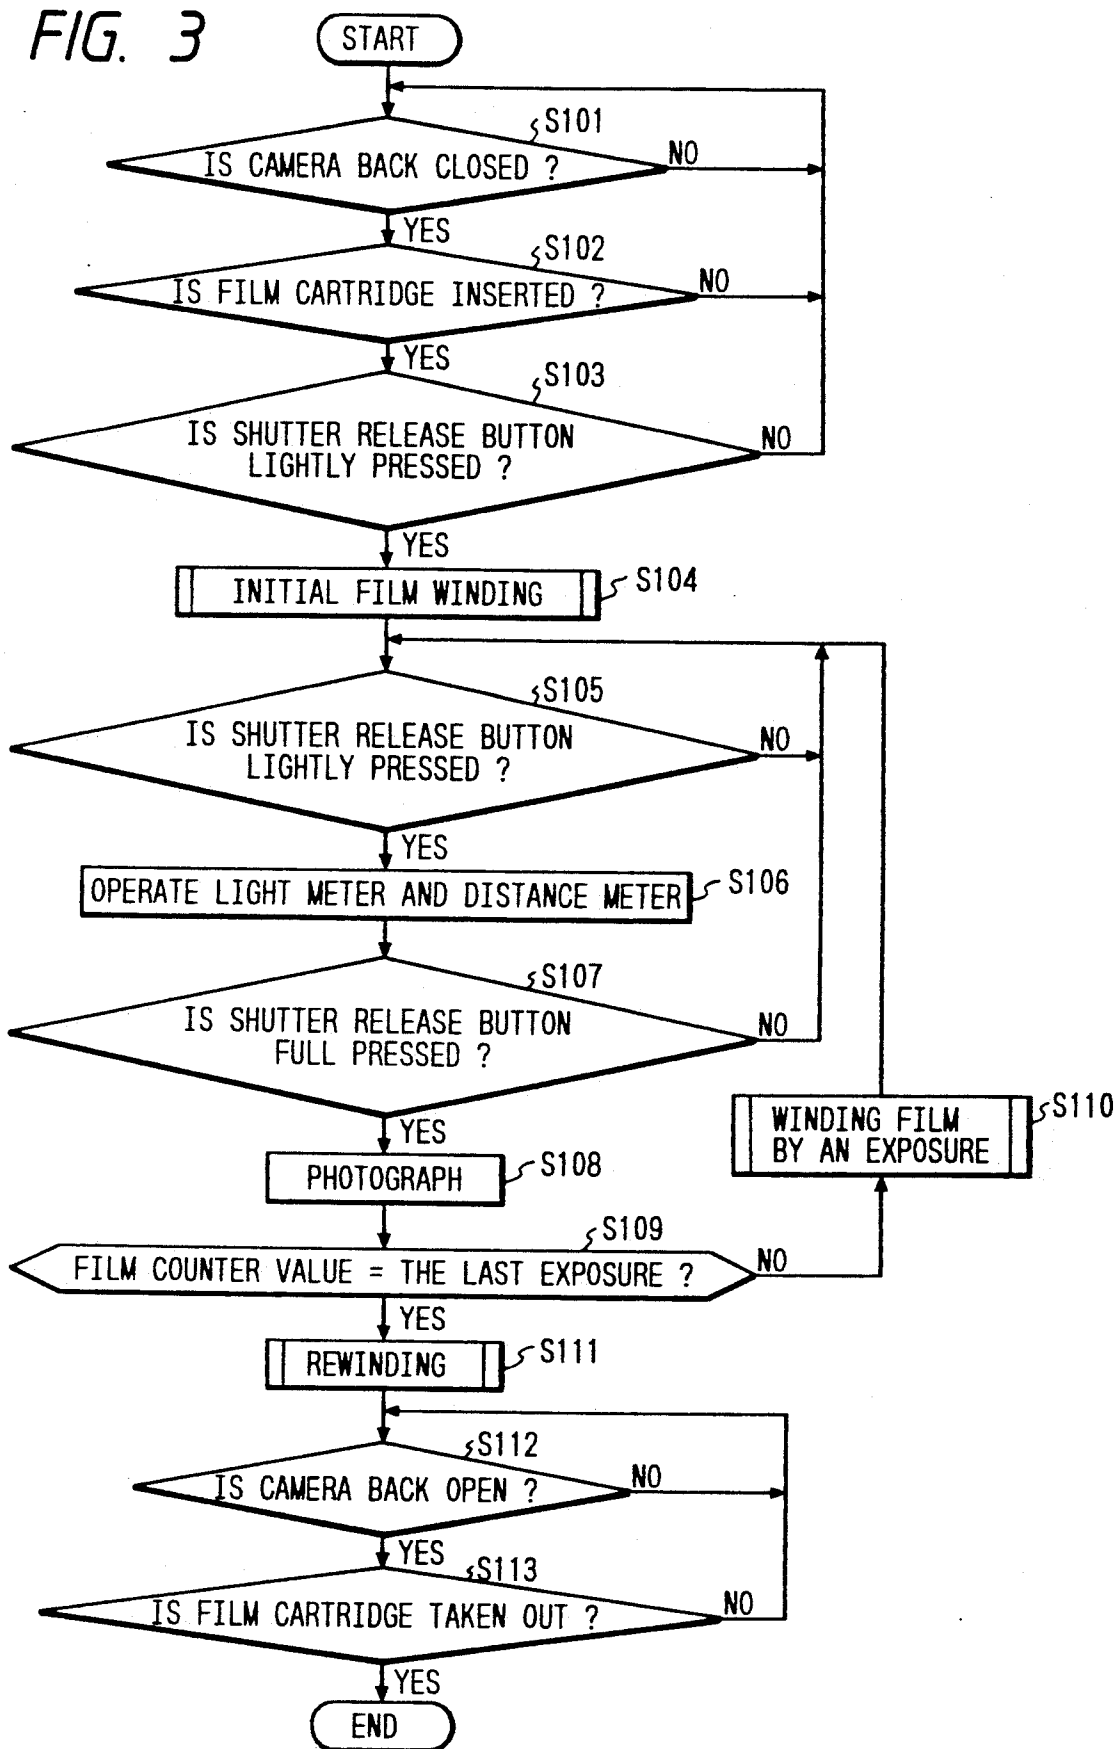 FIG. 3
START
S101
IS CAMERA BACK CLOSED ?
NO
YES
S102
IS FILM CARTRIDGE INSERTED ?
NO
YES
S103
IS SHUTTER RELEASE BUTTON
LIGHTLY PRESSED ?
NO
YES
INITIAL FILM WINDING
S104
S105
IS SHUTTER RELEASE BUTTON
LIGHTLY PRESSED ?
NO
YES
OPERATE LIGHT METER AND DISTANCE METER
S106
S107
IS SHUTTER RELEASE BUTTON
FULL PRESSED ?
NO
YES
WINDING FILM
BY AN EXPOSURE
S110
PHOTOGRAPH
S108
S109
FILM COUNTER VALUE = THE LAST EXPOSURE ?
NO
YES
REWINDING
S111
S112
IS CAMERA BACK OPEN ?
NO
YES
S113
IS FILM CARTRIDGE TAKEN OUT ?
NO
YES
END